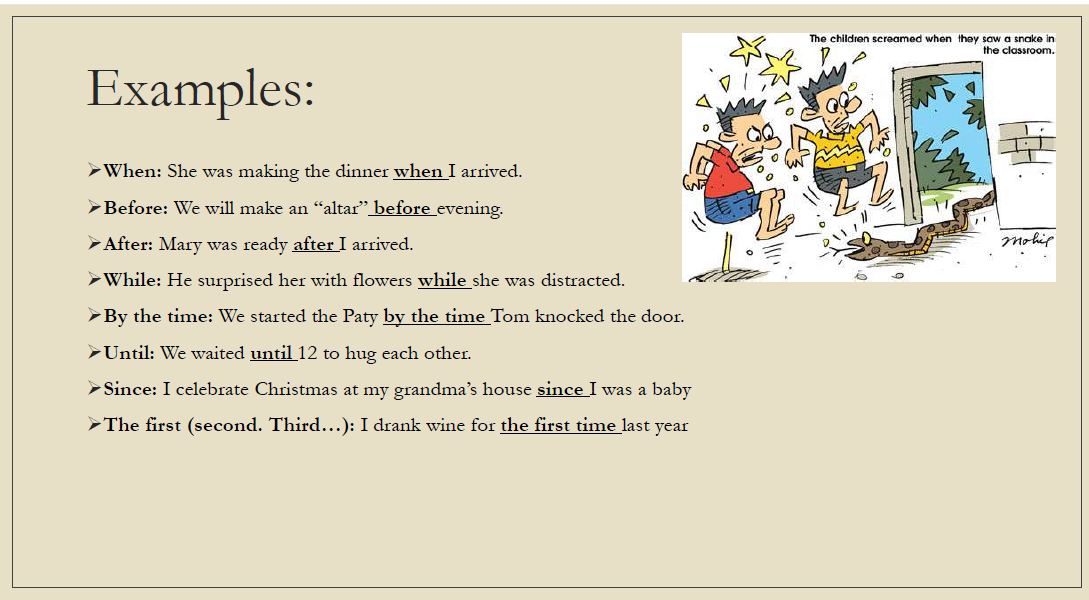 The children screamed when they saw a snake in
the classroom.
Examples:
➢When: She was making the dinner when I arrived.
➢Before: We will make an “altar” before evening.
➢After: Mary was ready after I arrived.
➢While: He surprised her with flowers while she was distracted.
➢By the time: We started the Paty by the time Tom knocked the door.
➢Until: We waited until 12 to hug each other.
➢Since: I celebrate Christmas at my grandma’s house since I was a baby
➢The first (second. Third…): I drank wine for the first time last year